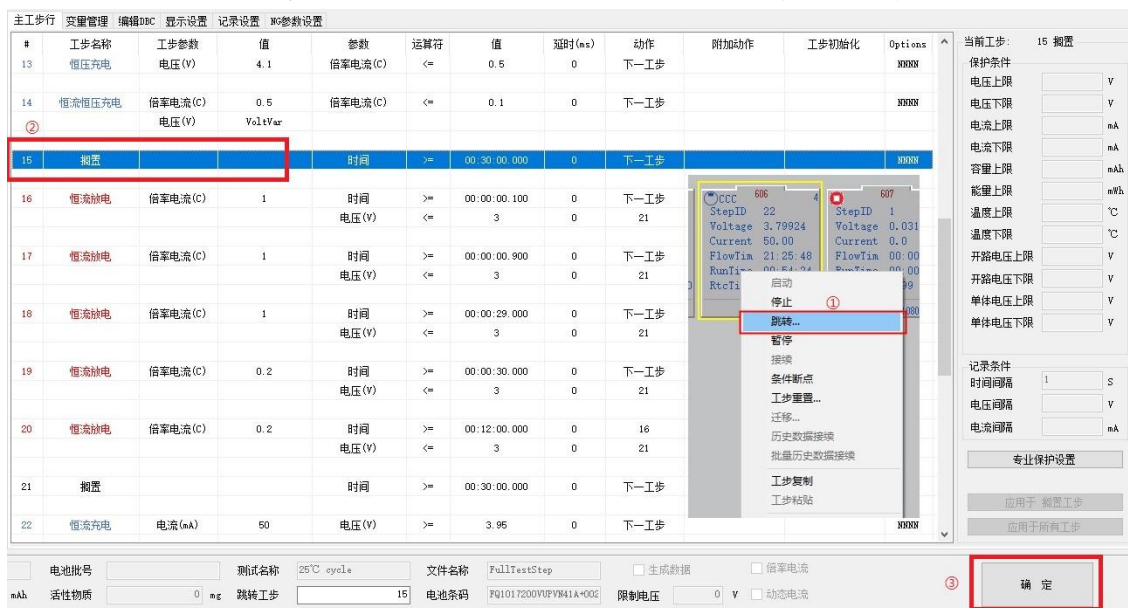 主工步行 变量管理 编辑DBC 显示设置 记录设置 NG参数设置
# 工步名称 工步参数 值 参数 运算符 值 延时(ms) 动作 附加动作 工步初始化 Options
13 恒压充电 电压(V) 4.1 倍率电流(C) <= 0.5 0 下一工步 NNNN
14 恒流恒压充电 倍率电流(C) 0.5 倍率电流(C) <= 0.1 0 下一工步 NNNN
电压(V) VoltVar
②
15 搁置 时间 >= 00:30:00.000 0 下一工步 NNNN
16 恒流放电 倍率电流(C) 1 时间 >= 00:00:00.100 0 下一工步
电压(V) <= 3 0 21
17 恒流放电 倍率电流(C) 1 时间 >= 00:00:00.900 0 下一工步
电压(V) <= 3 0 21
18 恒流放电 倍率电流(C) 1 时间 >= 00:00:29.000 0 下一工步
电压(V) <= 3 0 21
19 恒流放电 倍率电流(C) 0.2 时间 >= 00:00:30.000 0 下一工步
电压(V) <= 3 0 21
20 恒流放电 倍率电流(C) 0.2 时间 >= 00:12:00.000 0 16
电压(V) <= 3 0 21
21 搁置 时间 >= 00:30:00.000 0 下一工步
22 恒流充电 电流(mA) 50 电压(V) >= 3.95 0 下一工步 NNNN
CCC 606 4 607
StepID 22 StepID 1
Voltage 3.79924 Voltage 0.031
Current 50.00 Current 0.0
FlowTim 21:25:48 FlowTim 00:00
RunTime 00:54:24 RunTime 00:00
RtcTi 99
080
启动
停止 ①
跳转...
暂停
接续
条件断点
工步重置...
迁移...
历史数据接续
批量历史数据接续
工步复制
工步粘贴
当前工步: 15 搁置
保护条件
电压上限 V
电压下限 V
电流上限 mA
电流下限 mA
容量上限 mAh
能量上限 mWh
温度上限 ℃
温度下限 ℃
开路电压上限 V
开路电压下限 V
单体电压上限 V
单体电压下限 V
记录条件
时间间隔 1 S
电压间隔 V
电流间隔 mA
专业保护设置
应用于 搁置工步
应用于所有工步
电池批号 测试名称 25℃ cycle 文件名称 FullTestStep 生成数据 倍率电流
mAh 活性物质 0 mg 跳转工步 15 电池条码 FQ1017200VUPVN41A+002 限制电压 0 V 动态电流
③ 确 定